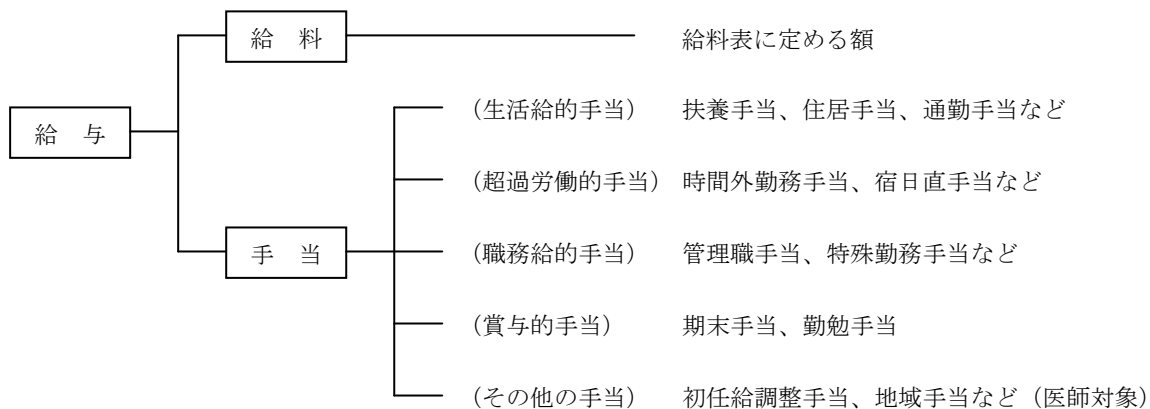 給 料 給料表に定める額
(生活給的手当) 扶養手当、住居手当、通勤手当など
給 与
(超過労働的手当) 時間外勤務手当、宿日直手当など
手 当 (職務給的手当) 管理職手当、特殊勤務手当など
(賞与的手当) 期末手当、勤勉手当
(その他の手当) 初任給調整手当、地域手当など(医師対象)